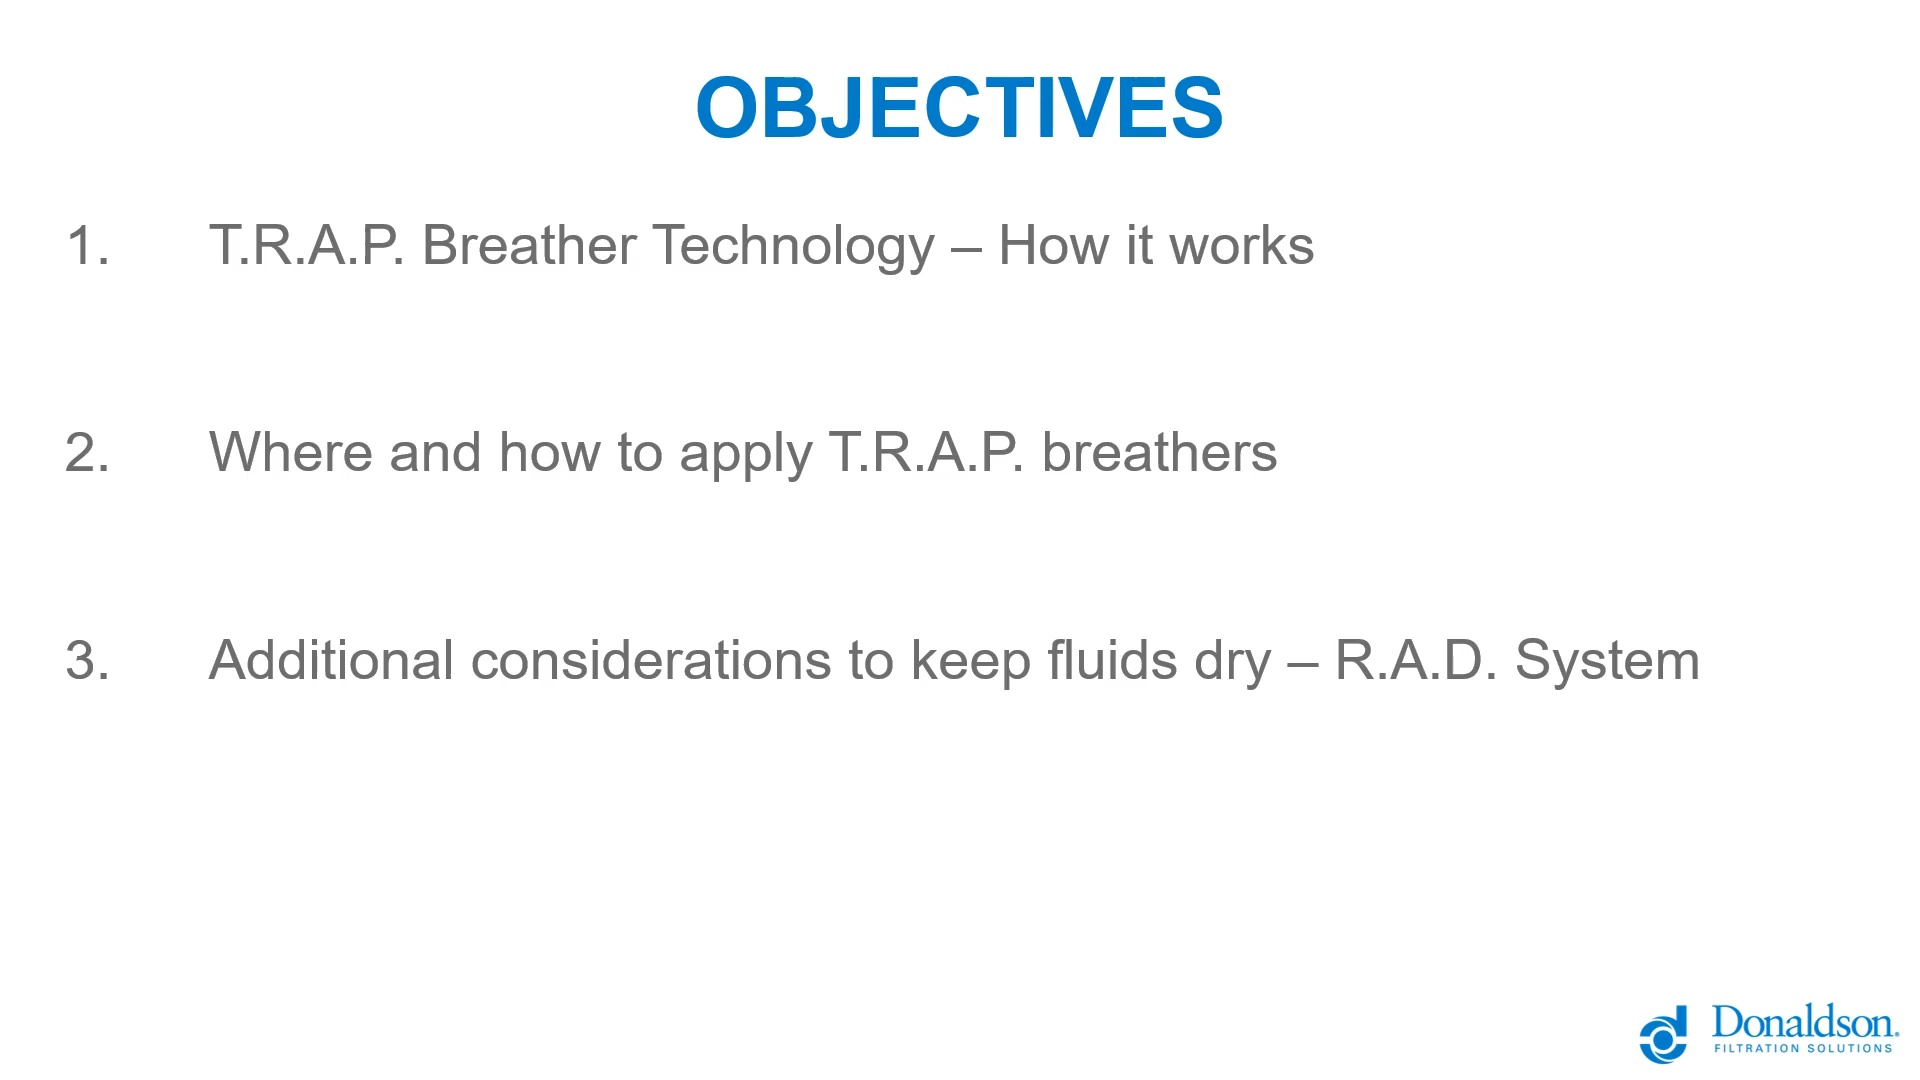 OBJECTIVES
1. T.R.A.P. Breather Technology – How it works
2. Where and how to apply T.R.A.P. breathers
3. Additional considerations to keep fluids dry – R.A.D. System
Donaldson®
FILTRATION SOLUTIONS